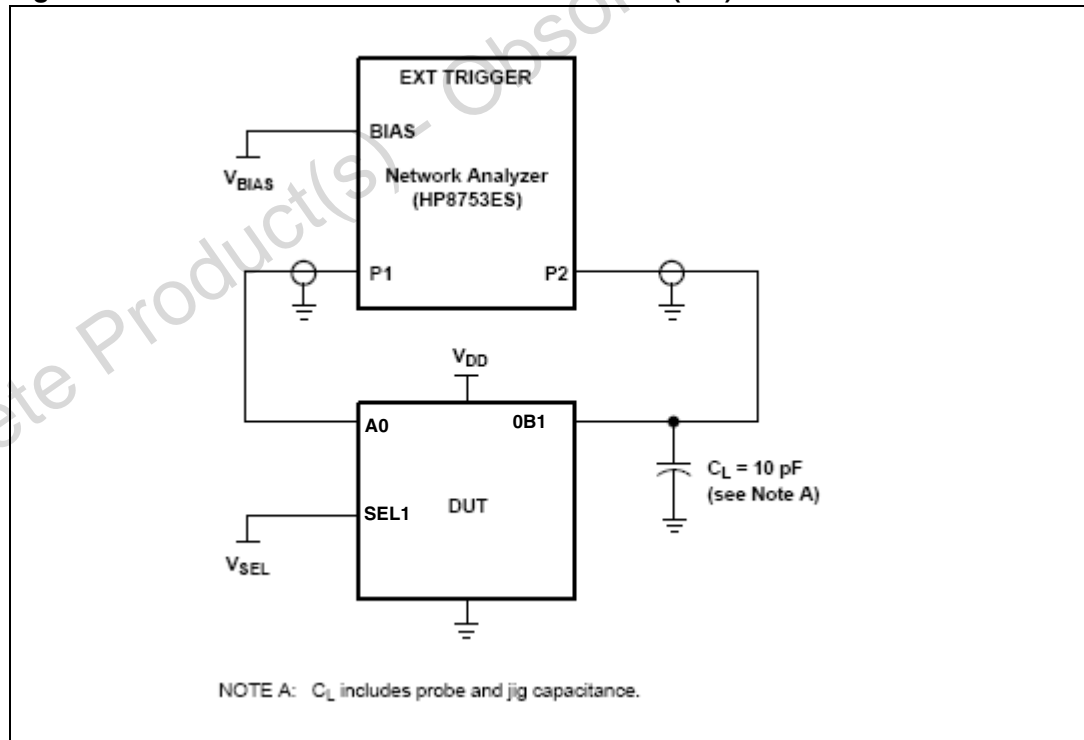 EXT TRIGGER
BIAS
VBIAS
Network Analyzer
(HP8753ES)
P1
P2
VDD
A0
0B1
CL = 10 pF
(see Note A)
SEL1
DUT
VSEL
NOTE A: CL includes probe and jig capacitance.
Product(s) -